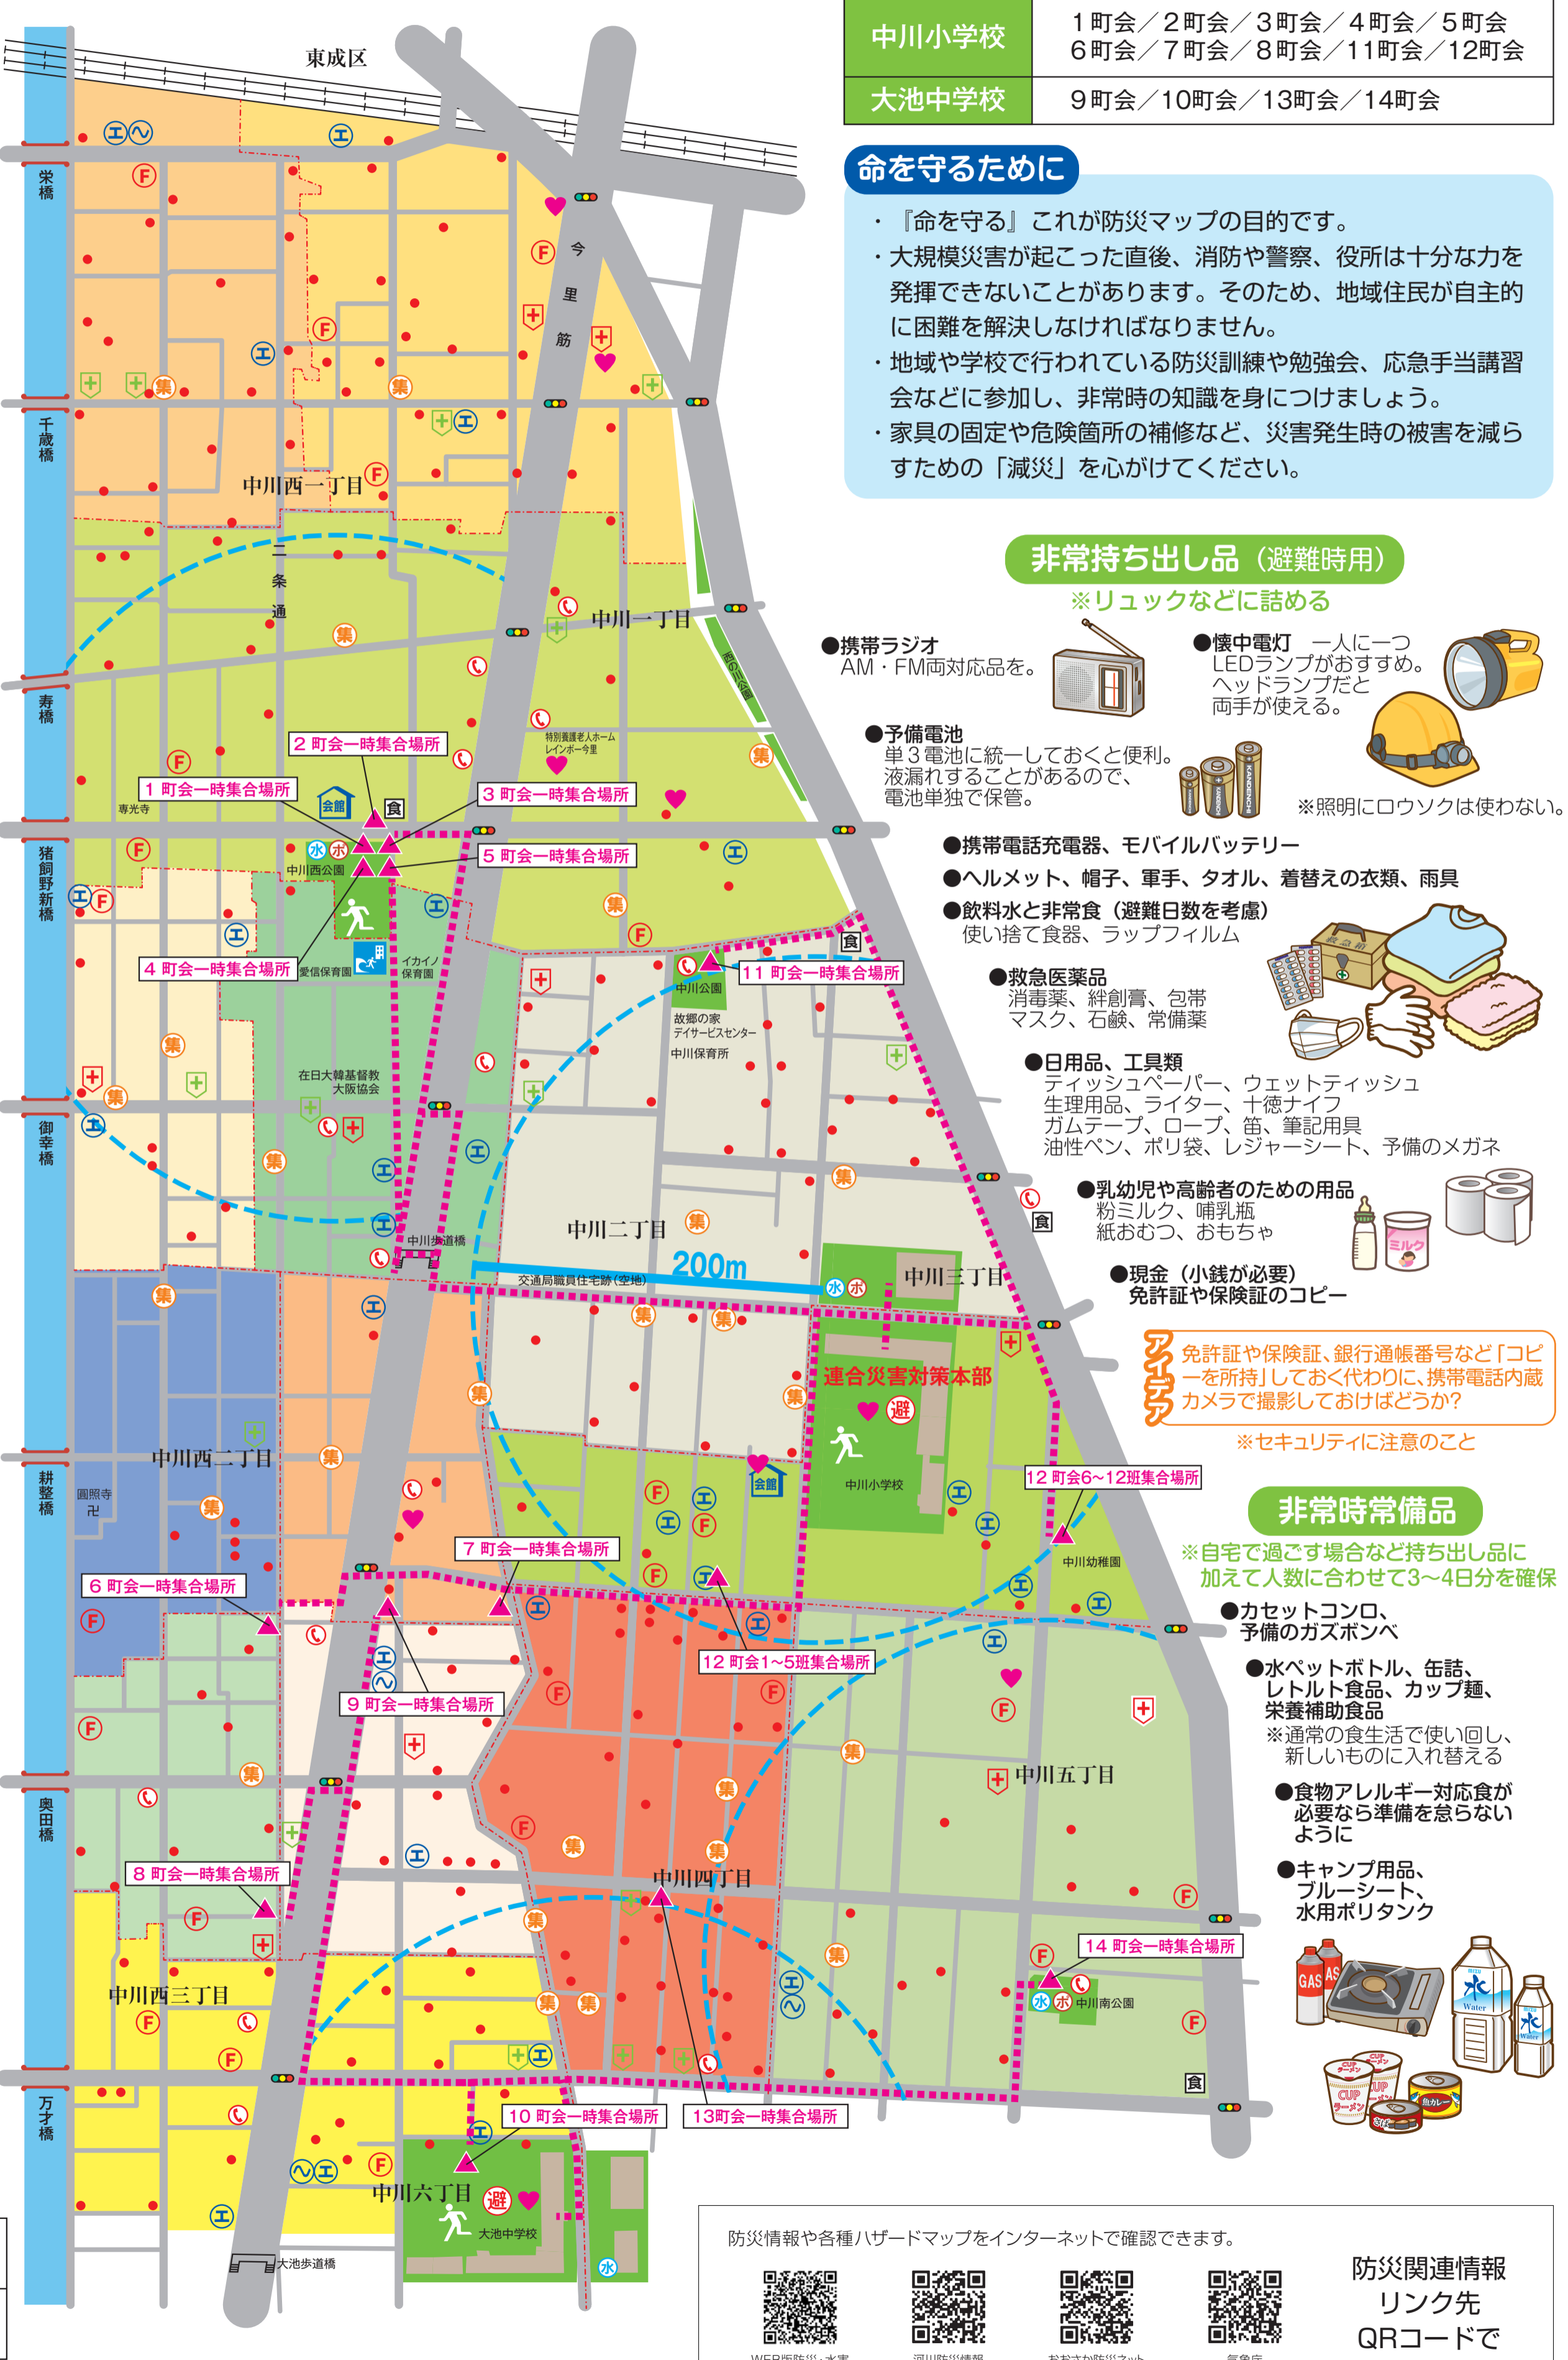 中川小学校
1町会／2町会／3町会／4町会／5町会
6町会／7町会／8町会／11町会／12町会
大池中学校
9町会／10町会／13町会／14町会
命を守るために
・『命を守る』これが防災マップの目的です。
・大規模災害が起こった直後、消防や警察、役所は十分な力を
発揮できないことがあります。そのため、地域住民が自主的
に困難を解決しなければなりません。
・地域や学校で行われている防災訓練や勉強会、応急手当講習
会などに参加し、非常時の知識を身につけましょう。
・家具の固定や危険箇所の補修など、災害発生時の被害を減ら
すための「減災」を心がけてください。
非常持ち出し品（避難時用）
※リュックなどに詰める
●携帯ラジオ
AM・FM両対応品を。
●懐中電灯　一人に一つ
LEDランプがおすすめ。
ヘッドランプだと
両手が使える。
●予備電池
単３電池に統一しておくと便利。
液漏れすることがあるので、
電池単独で保管。
※照明にロウソクは使わない。
●携帯電話充電器、モバイルバッテリー
●ヘルメット、帽子、軍手、タオル、着替えの衣類、雨具
●飲料水と非常食（避難日数を考慮）
使い捨て食器、ラップフィルム
●救急医薬品
消毒薬、絆創膏、包帯
マスク、石鹸、常備薬
救急箱
●日用品、工具類
ティッシュペーパー、ウェットティッシュ
生理用品、ライター、十徳ナイフ
ガムテープ、ロープ、笛、筆記用具
油性ペン、ポリ袋、レジャーシート、予備のメガネ
●乳幼児や高齢者のための用品
粉ミルク、哺乳瓶
紙おむつ、おもちゃ
ミルク
●現金（小銭が必要）
免許証や保険証のコピー
アイデア
免許証や保険証、銀行通帳番号など「コピ
ーを所持」しておく代わりに、携帯電話内蔵
カメラで撮影しておけばどうか？
※セキュリティに注意のこと
非常時常備品
※自宅で過ごす場合など持ち出し品に
加えて人数に合わせて3〜4日分を確保
●カセットコンロ、
予備のガスボンベ
●水ペットボトル、缶詰、
レトルト食品、カップ麺、
栄養補助食品
※通常の食生活で使い回し、
新しいものに入れ替える
●食物アレルギー対応食が
必要なら準備を怠らない
ように
●キャンプ用品、
ブルーシート、
水用ポリタンク
GAS
水
Water
CUP
ラーメン
魚カレー
東成区
栄橋
千歳橋
寿橋
猪飼野新橋
御幸橋
耕整橋
奥田橋
万才橋
今里筋
二条通
中川西一丁目
中川一丁目
西の川公園
特別養護老人ホーム
レインボー今里
2 町会一時集合場所
1 町会一時集合場所
3 町会一時集合場所
専光寺
会館
食
水
ポ
中川西公園
5 町会一時集合場所
4 町会一時集合場所
愛信保育園
イカイノ
保育園
11 町会一時集合場所
中川公園
故郷の家
デイサービスセンター
中川保育所
在日大韓基督教
大阪協会
中川歩道橋
中川二丁目
200m
交通局職員住宅跡（空地）
中川三丁目
連合災害対策本部
避
中川小学校
会館
12 町会6〜12班集合場所
中川幼稚園
中川西二丁目
圓照寺
卍
7 町会一時集合場所
6 町会一時集合場所
12 町会1〜5班集合場所
9 町会一時集合場所
中川五丁目
8 町会一時集合場所
中川四丁目
14 町会一時集合場所
中川南公園
中川西三丁目
10 町会一時集合場所
13町会一時集合場所
中川六丁目
避
大池中学校
大池歩道橋
防災情報や各種ハザードマップをインターネットで確認できます。
防災関連情報
リンク先
QRコードで